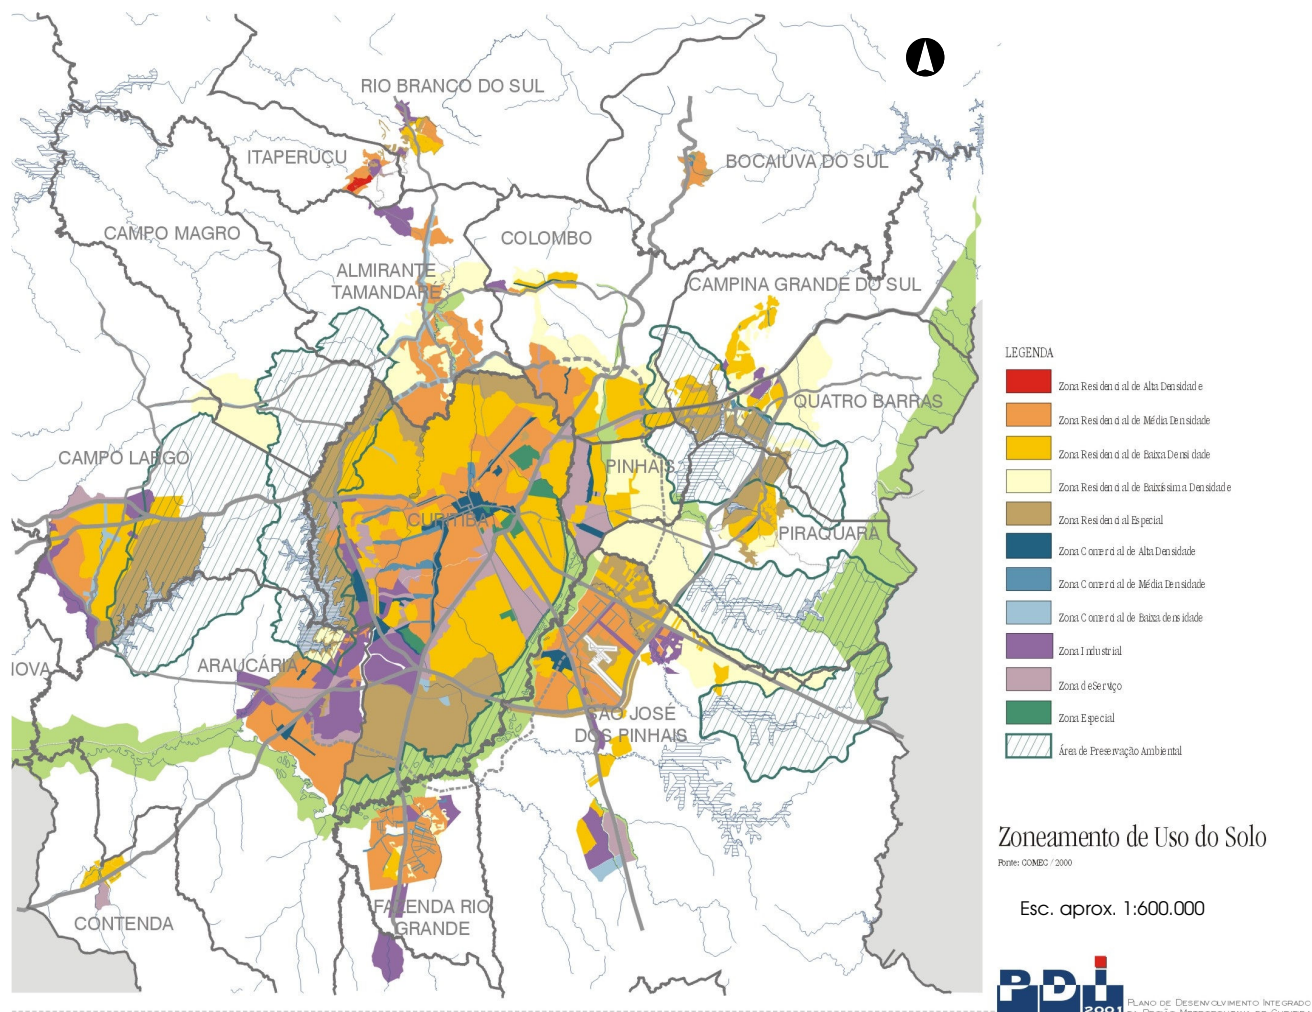 RIO BRANCO DO SUL
ITAPERUÇU
BOCAIUVA DO SUL
CAMPO MAGRO
COLOMBO
ALMIRANTE
TAMANDARÉ
CAMPINA GRANDE DO SUL
QUATRO BARRAS
CAMPO LARGO
PINHAIS
CURITIBA
PIRAQUARA
IOVA
ARAUCÁRIA
SÃO JOSÉ
DOS PINHAIS
FAZENDA RIO
GRANDE
CONTENDA
LEGENDA
Zona Residencial de Alta Densidade
Zona Residencial de Média Densidade
Zona Residencial de Baixa Densidade
Zona Residencial de Baixíssima Densidade
Zona Residencial Especial
Zona Comercial de Alta Densidade
Zona Comercial de Média Densidade
Zona Comercial de Baixa densidade
Zona Industrial
Zona de Serviço
Zona Especial
Área de Preservação Ambiental
Zoneamento de Uso do Solo
Fonte: COMEC / 2000
Esc. aprox. 1:600.000
PDI
2001
PLANO DE DESENVOLVIMENTO INTEGRADO